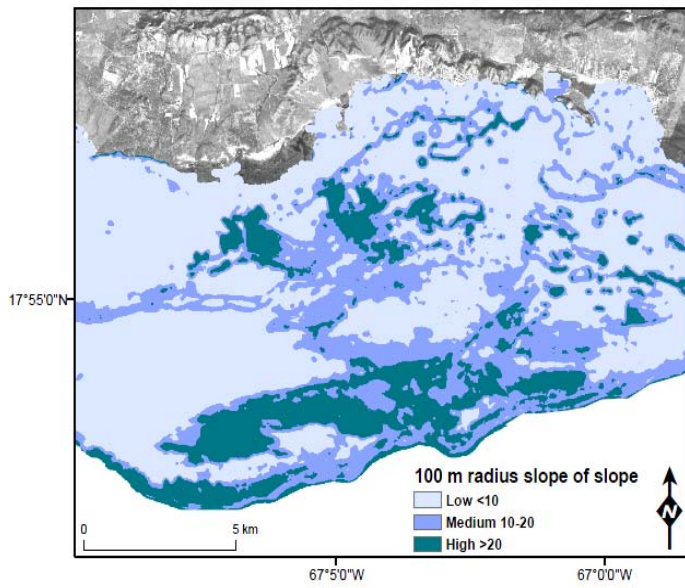 17°55'0"N
100 m radius slope of slope
Low <10
Medium 10-20
High >20
N
0 5 km
67°5'0"W 67°0'0"W